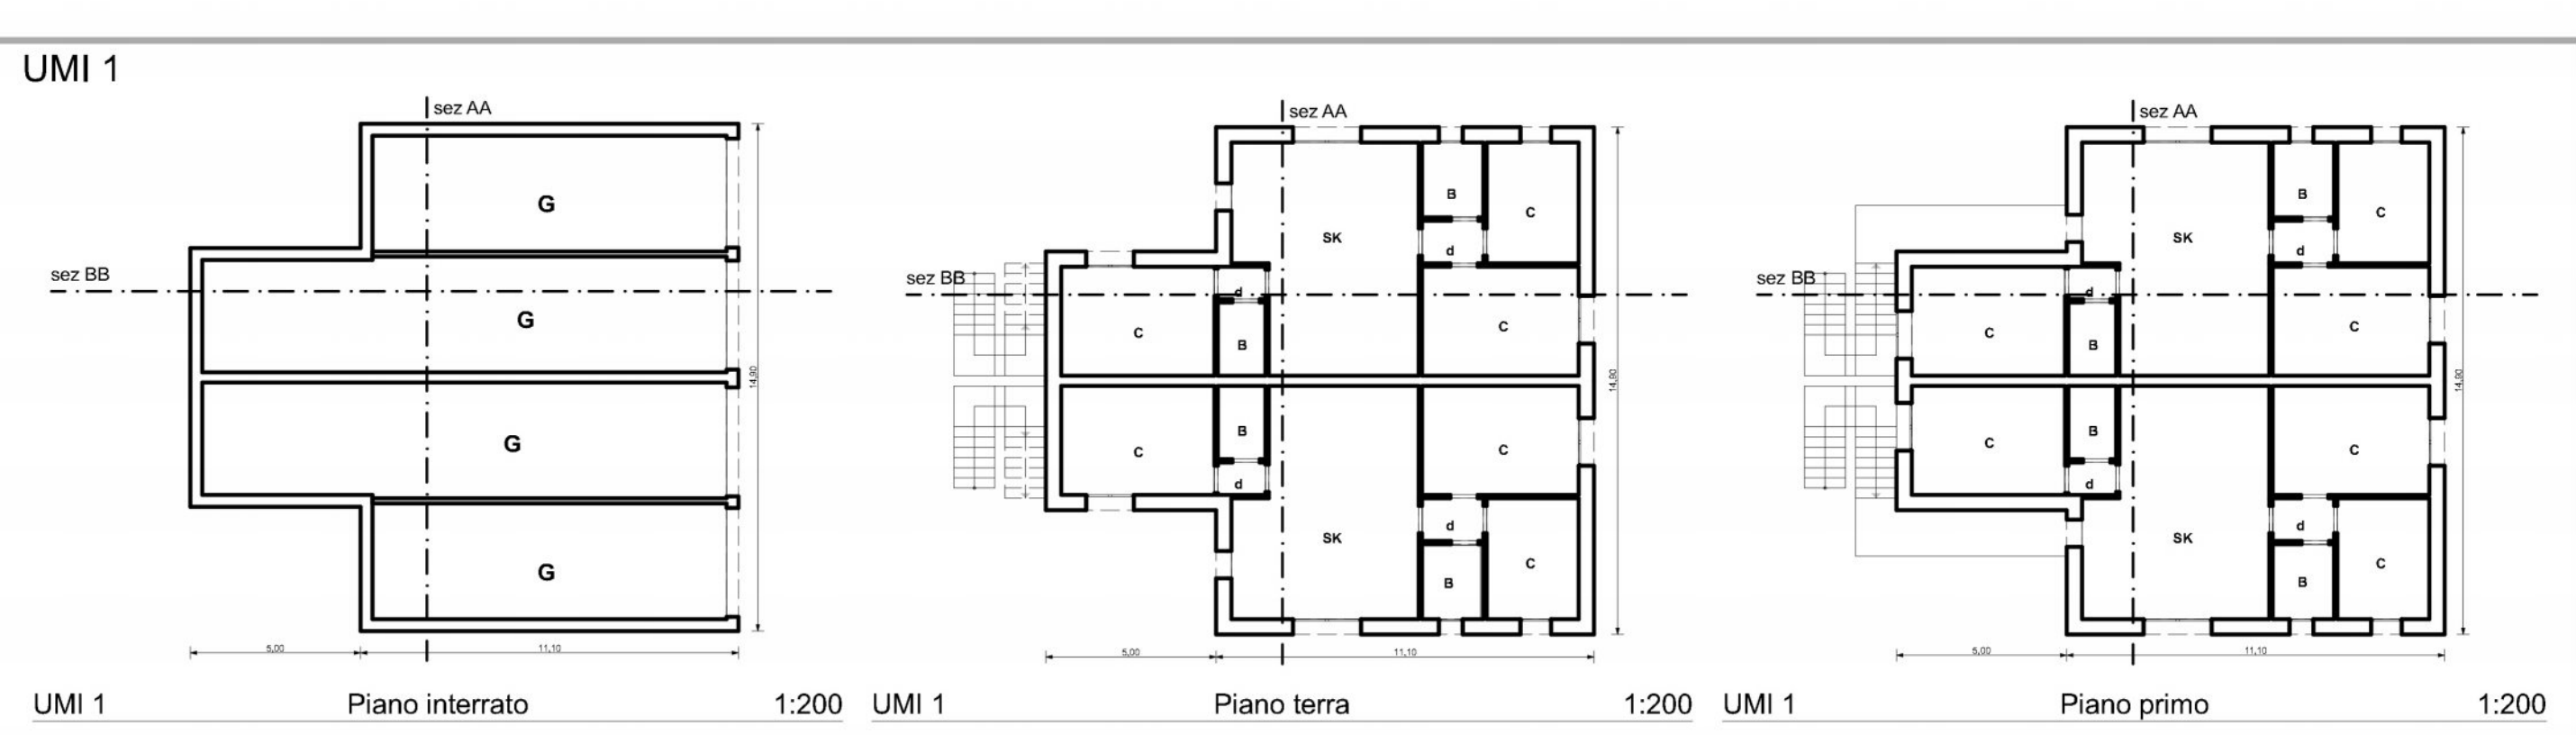 UMI 1
sez AA
sez BB
G
G
G
G
14,90
5,00
11,10
UMI 1 Piano interrato 1:200
sez AA
sez BB
SK
B
C
d
d
C
B
C
C
B
d
C
d
SK
B
C
14,90
5,00
11,10
UMI 1 Piano terra 1:200
sez AA
sez BB
SK
B
C
d
d
C
B
C
C
B
d
C
d
SK
B
C
14,90
5,00
11,10
UMI 1 Piano primo 1:200